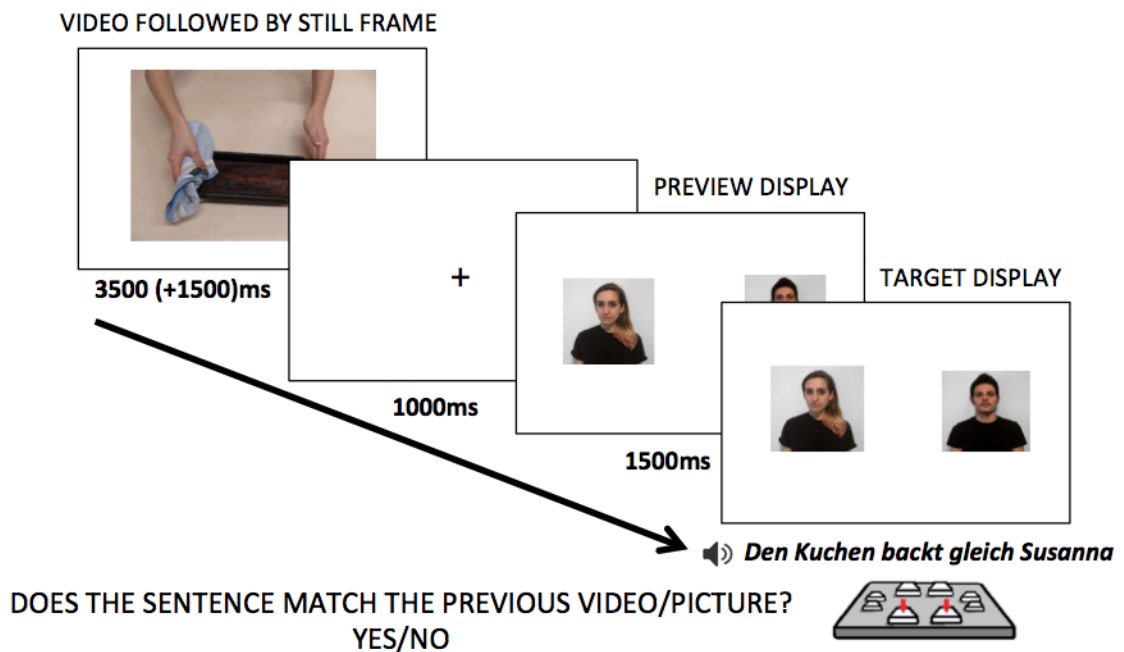 VIDEO FOLLOWED BY STILL FRAME
PREVIEW DISPLAY
TARGET DISPLAY
3500 (+1500)ms
+
1000ms
1500ms
Den Kuchen backt gleich Susanna
DOES THE SENTENCE MATCH THE PREVIOUS VIDEO/PICTURE?
YES/NO